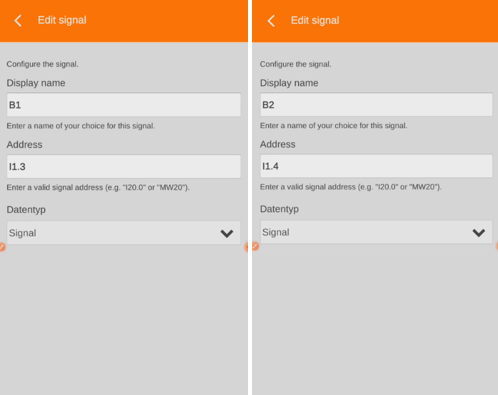 Edit signal
Configure the signal.
Display name
B1
Enter a name of your choice for this signal.
Address
I1.3
Enter a valid signal address (e.g. "I20.0" or "MW20").
Datentyp
Signal
Edit signal
Configure the signal.
Display name
B2
Enter a name of your choice for this signal.
Address
I1.4
Enter a valid signal address (e.g. "I20.0" or "MW20").
Datentyp
Signal